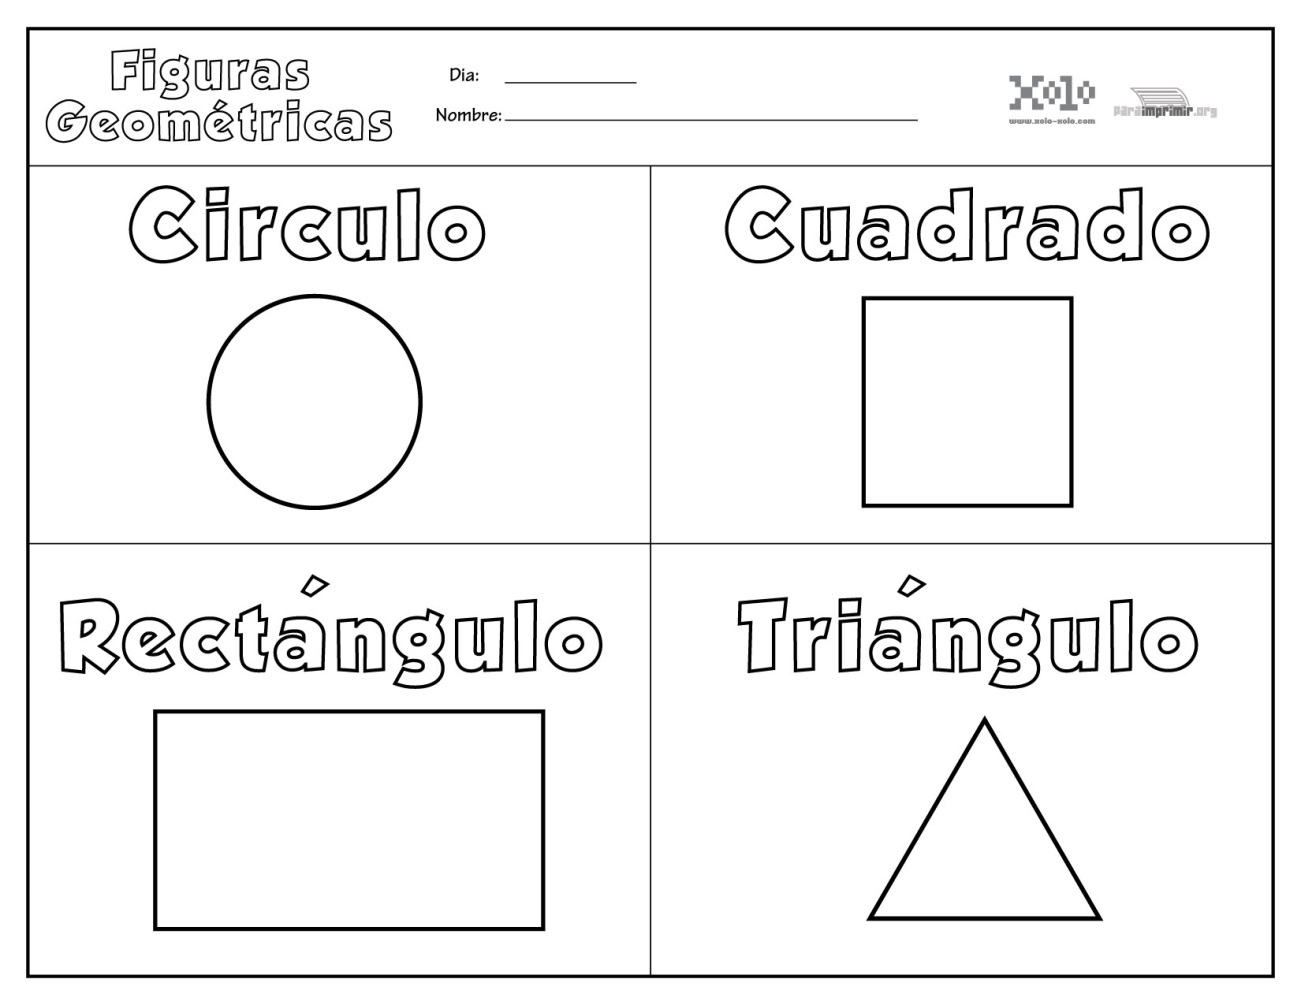 Figuras
Geométricas
Dia:
Nombre:
Xolo
www.xolo-xolo.com
paraimprimir.org
Circulo
Cuadrado
Rectángulo
Triángulo